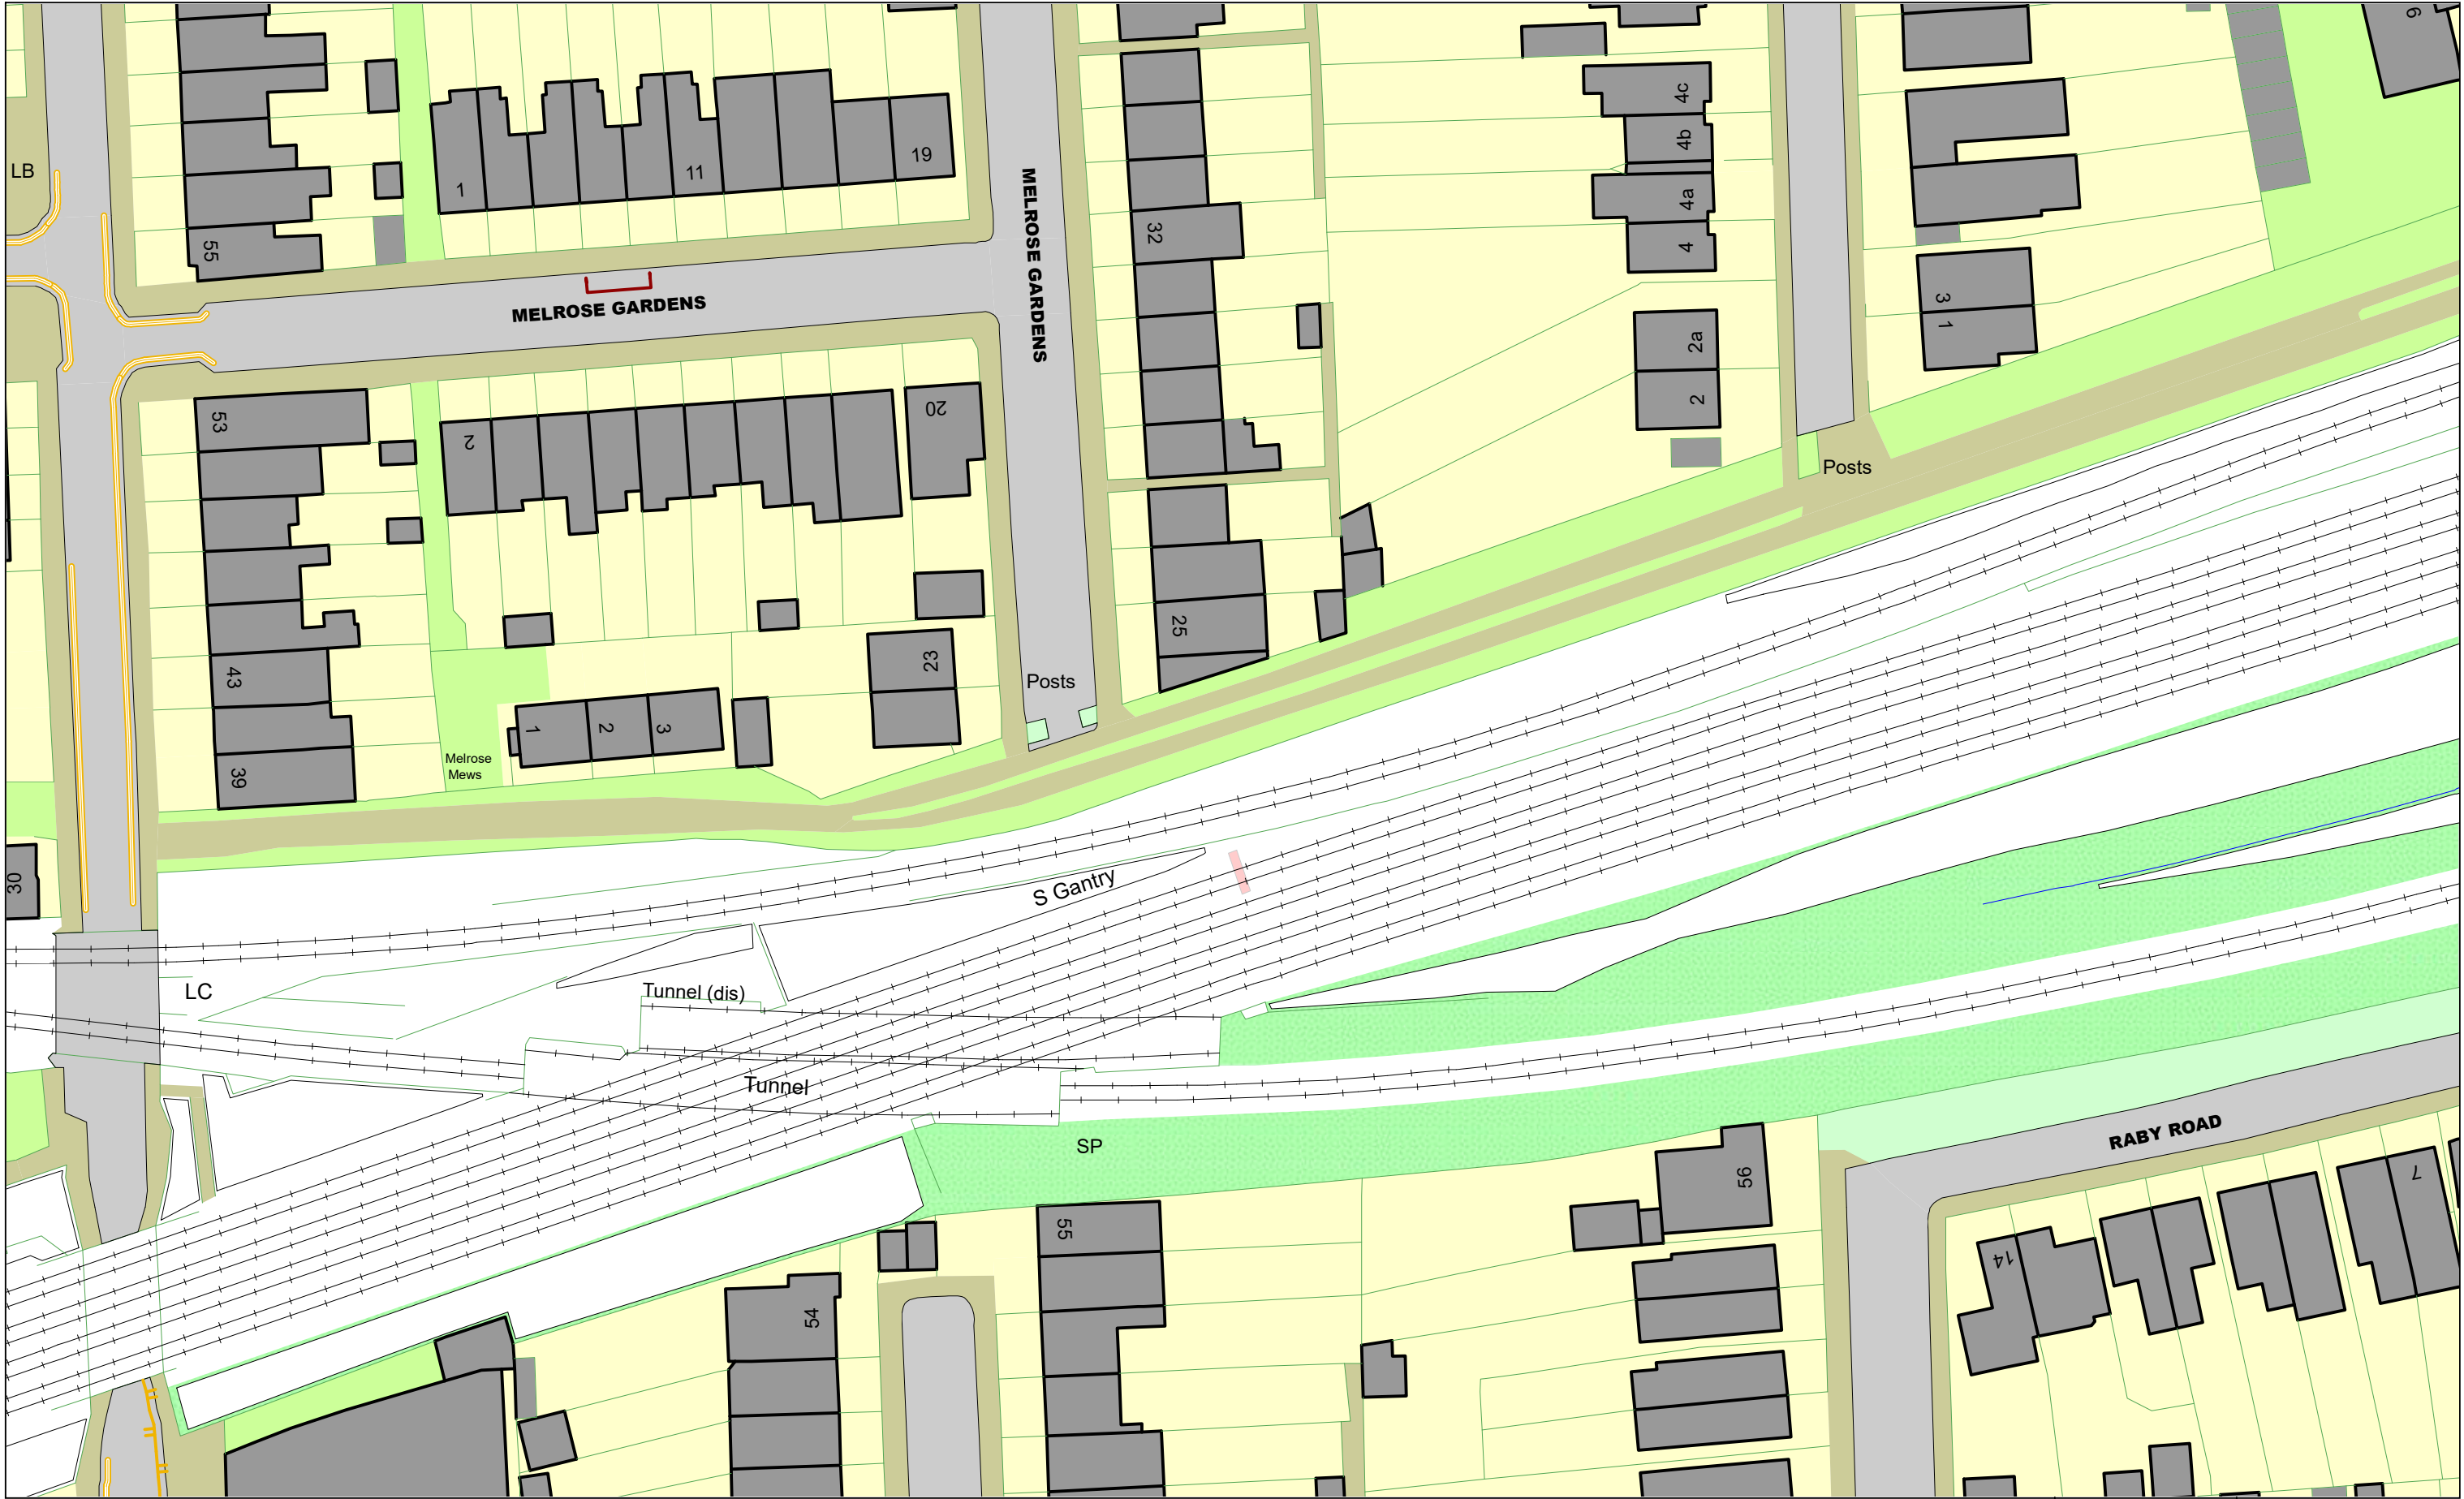 6
4c
4b
LB
1
11
19
4a
MELROSE GARDENS
55
32
4
3
MELROSE GARDENS
1
2a
53
2
20
2
Posts
25
43
23
Posts
1
2
3
Melrose
Mews
39
30
S Gantry
LC
Tunnel (dis)
Tunnel
SP
RABY ROAD
56
7
55
14
54